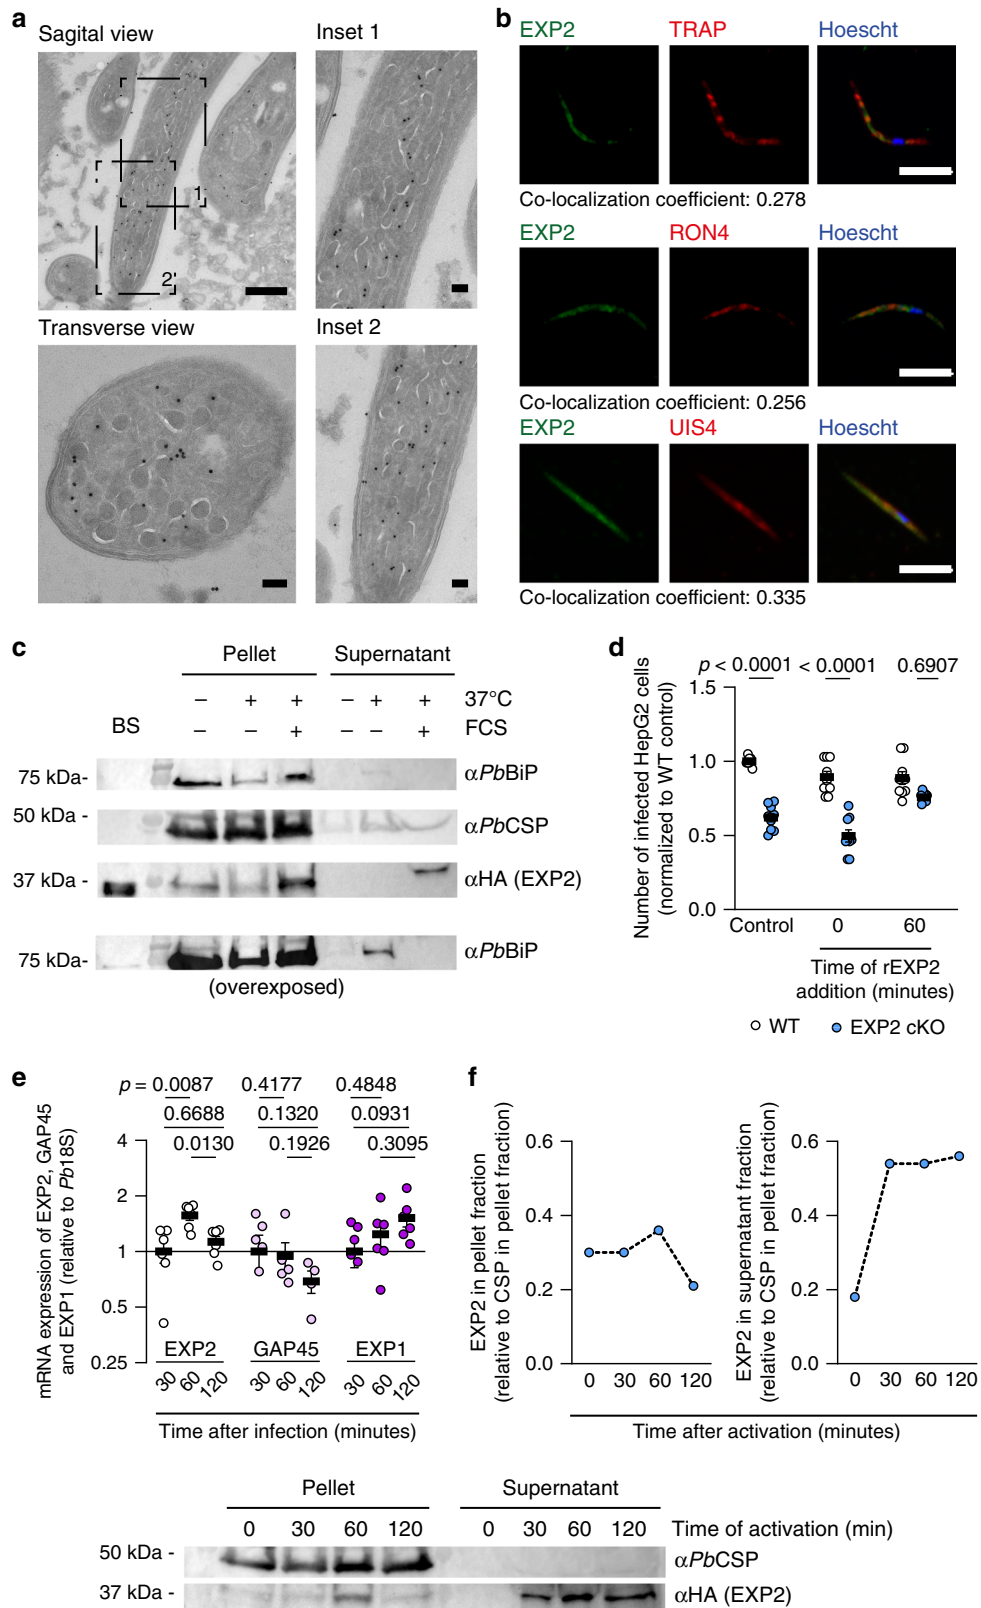 a
Sagital view
Inset 1
1
2
Transverse view
Inset 2
b
EXP2 TRAP Hoescht
Co-localization coefficient: 0.278
EXP2 RON4 Hoescht
Co-localization coefficient: 0.256
EXP2 UIS4 Hoescht
Co-localization coefficient: 0.335
c
Pellet Supernatant
– + + – + + 37°C
BS – – + – – + FCS
75 kDa- αPbBiP
50 kDa - αPbCSP
37 kDa - αHA (EXP2)
75 kDa- αPbBiP
(overexposed)
d
p < 0.0001 < 0.0001 0.6907
Number of infected HepG2 cells
(normalized to WT control)
1.5
1.0
0.5
0.0
Control 0 60
Time of rEXP2
addition (minutes)
WT EXP2 cKO
e
p = 0.0087 0.4177 0.4848
0.6688 0.1320 0.0931
0.0130 0.1926 0.3095
mRNA expression of EXP2, GAP45
and EXP1 (relative to Pb18S)
4
2
1
0.5
0.25
EXP2 GAP45 EXP1
30 60 120 30 60 120 30 60 120
Time after infection (minutes)
f
EXP2 in pellet fraction
(relative to CSP in pellet fraction)
0.6
0.4
0.2
0.0
0 30 60 120
EXP2 in supernatant fraction
(relative to CSP in pellet fraction)
0.6
0.4
0.2
0.0
0 30 60 120
Time after activation (minutes)
Pellet Supernatant
0 30 60 120 0 30 60 120 Time of activation (min)
50 kDa - αPbCSP
37 kDa - αHA (EXP2)